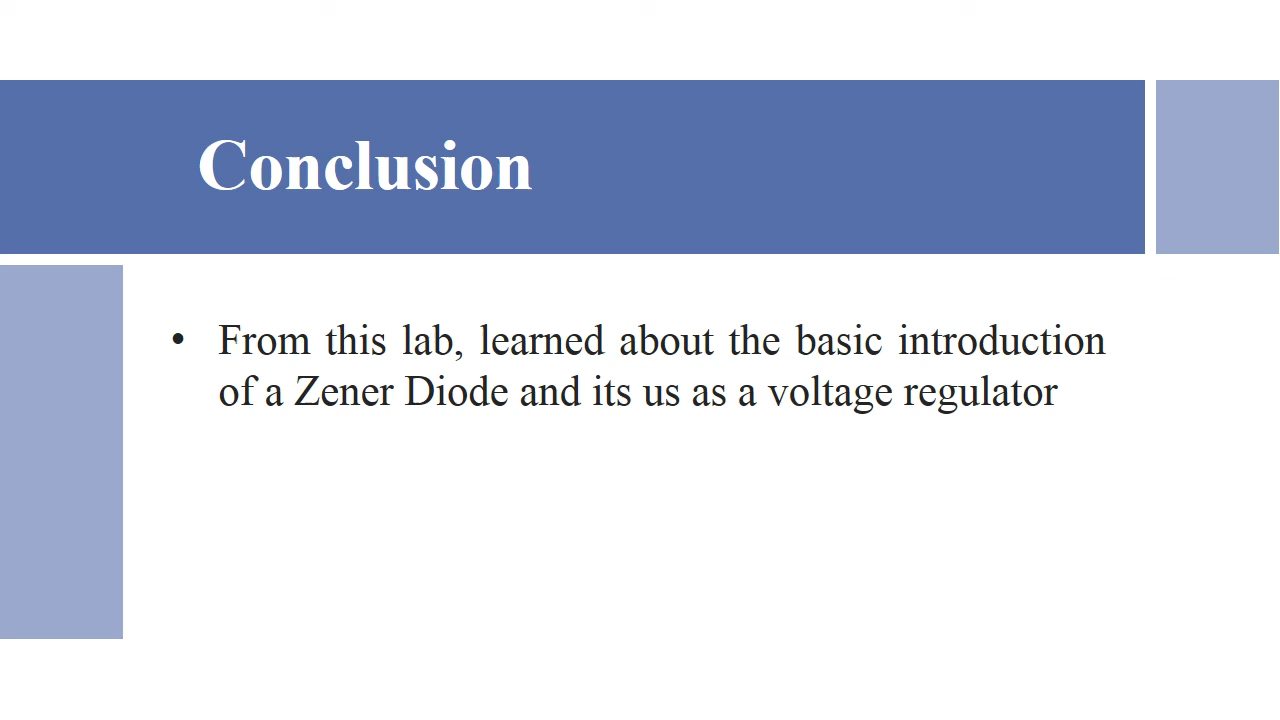 Conclusion
• From this lab, learned about the basic introduction
of a Zener Diode and its us as a voltage regulator